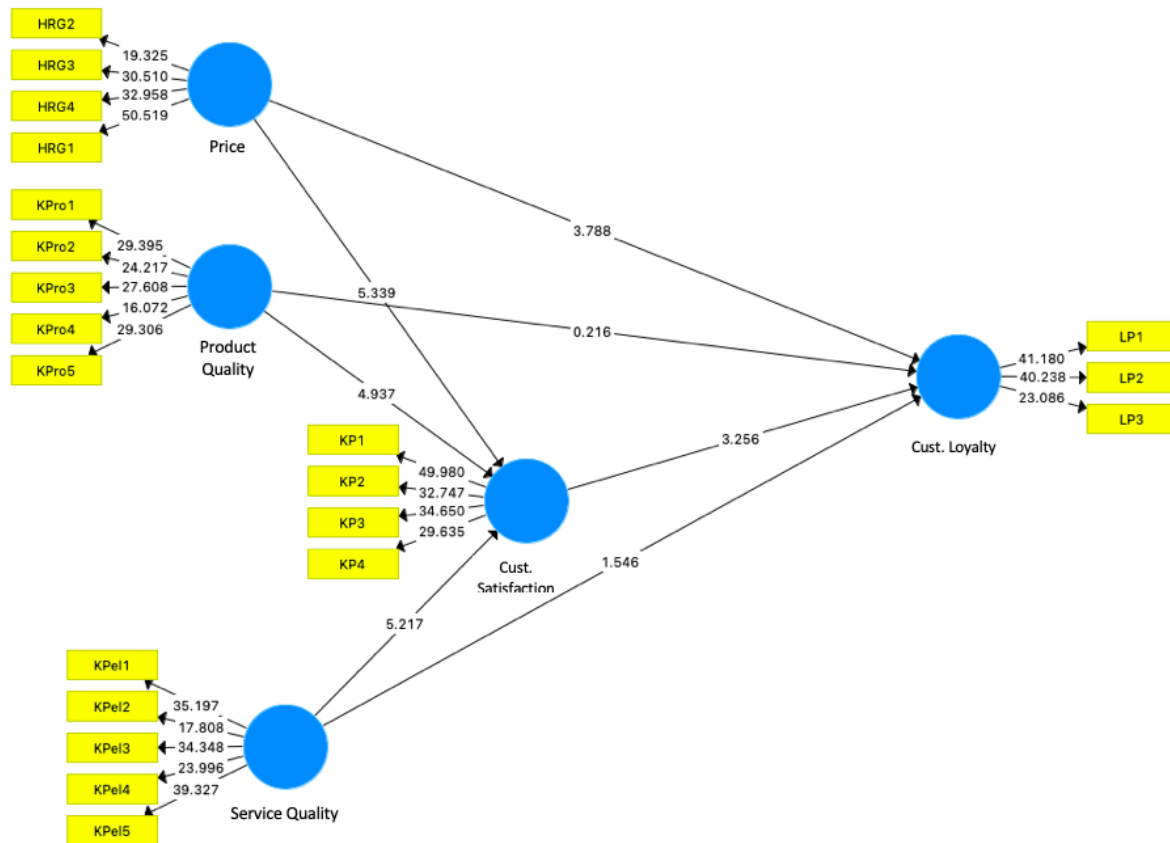 HRG2
HRG3
HRG4
HRG1
19.325
30.510
32.958
50.519
Price
KPro1
KPro2
KPro3
KPro4
KPro5
29.395
24.217
27.608
16.072
29.306
Product
Quality
3.788
5.339
0.216
4.937
KP1
KP2
KP3
KP4
49.980
32.747
34.650
29.635
Cust.
Satisfaction
3.256
1.546
5.217
LP1
LP2
LP3
41.180
40.238
23.086
Cust. Loyalty
KPel1
KPel2
KPel3
KPel4
KPel5
35.197
17.808
34.348
23.996
39.327
Service Quality